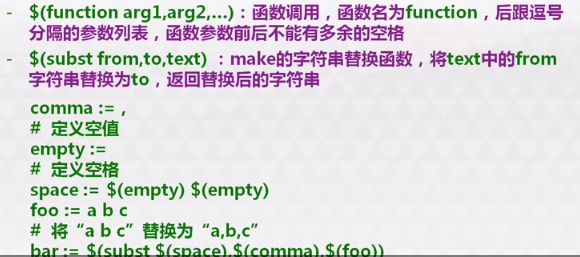 - $(function arg1,arg2,...)：函数调用，函数名为function，后跟逗号
分隔的参数列表，函数参数前后不能有多余的空格
- $(subst from,to,text) ：make的字符串替换函数，将text中的from
字符串替换为to，返回替换后的字符串
comma := ,
# 定义空值
empty :=
# 定义空格
space := $(empty) $(empty)
foo := a b c
# 将“a b c”替换为“a,b,c”
bar := $(subst $(space),$(comma),$(foo))